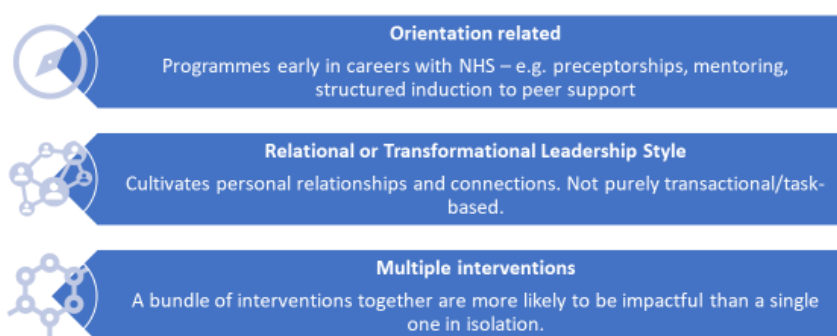 Orientation related
Programmes early in careers with NHS – e.g. preceptorships, mentoring,
structured induction to peer support
Relational or Transformational Leadership Style
Cultivates personal relationships and connections. Not purely transactional/task-
based.
Multiple interventions
A bundle of interventions together are more likely to be impactful than a single
one in isolation.